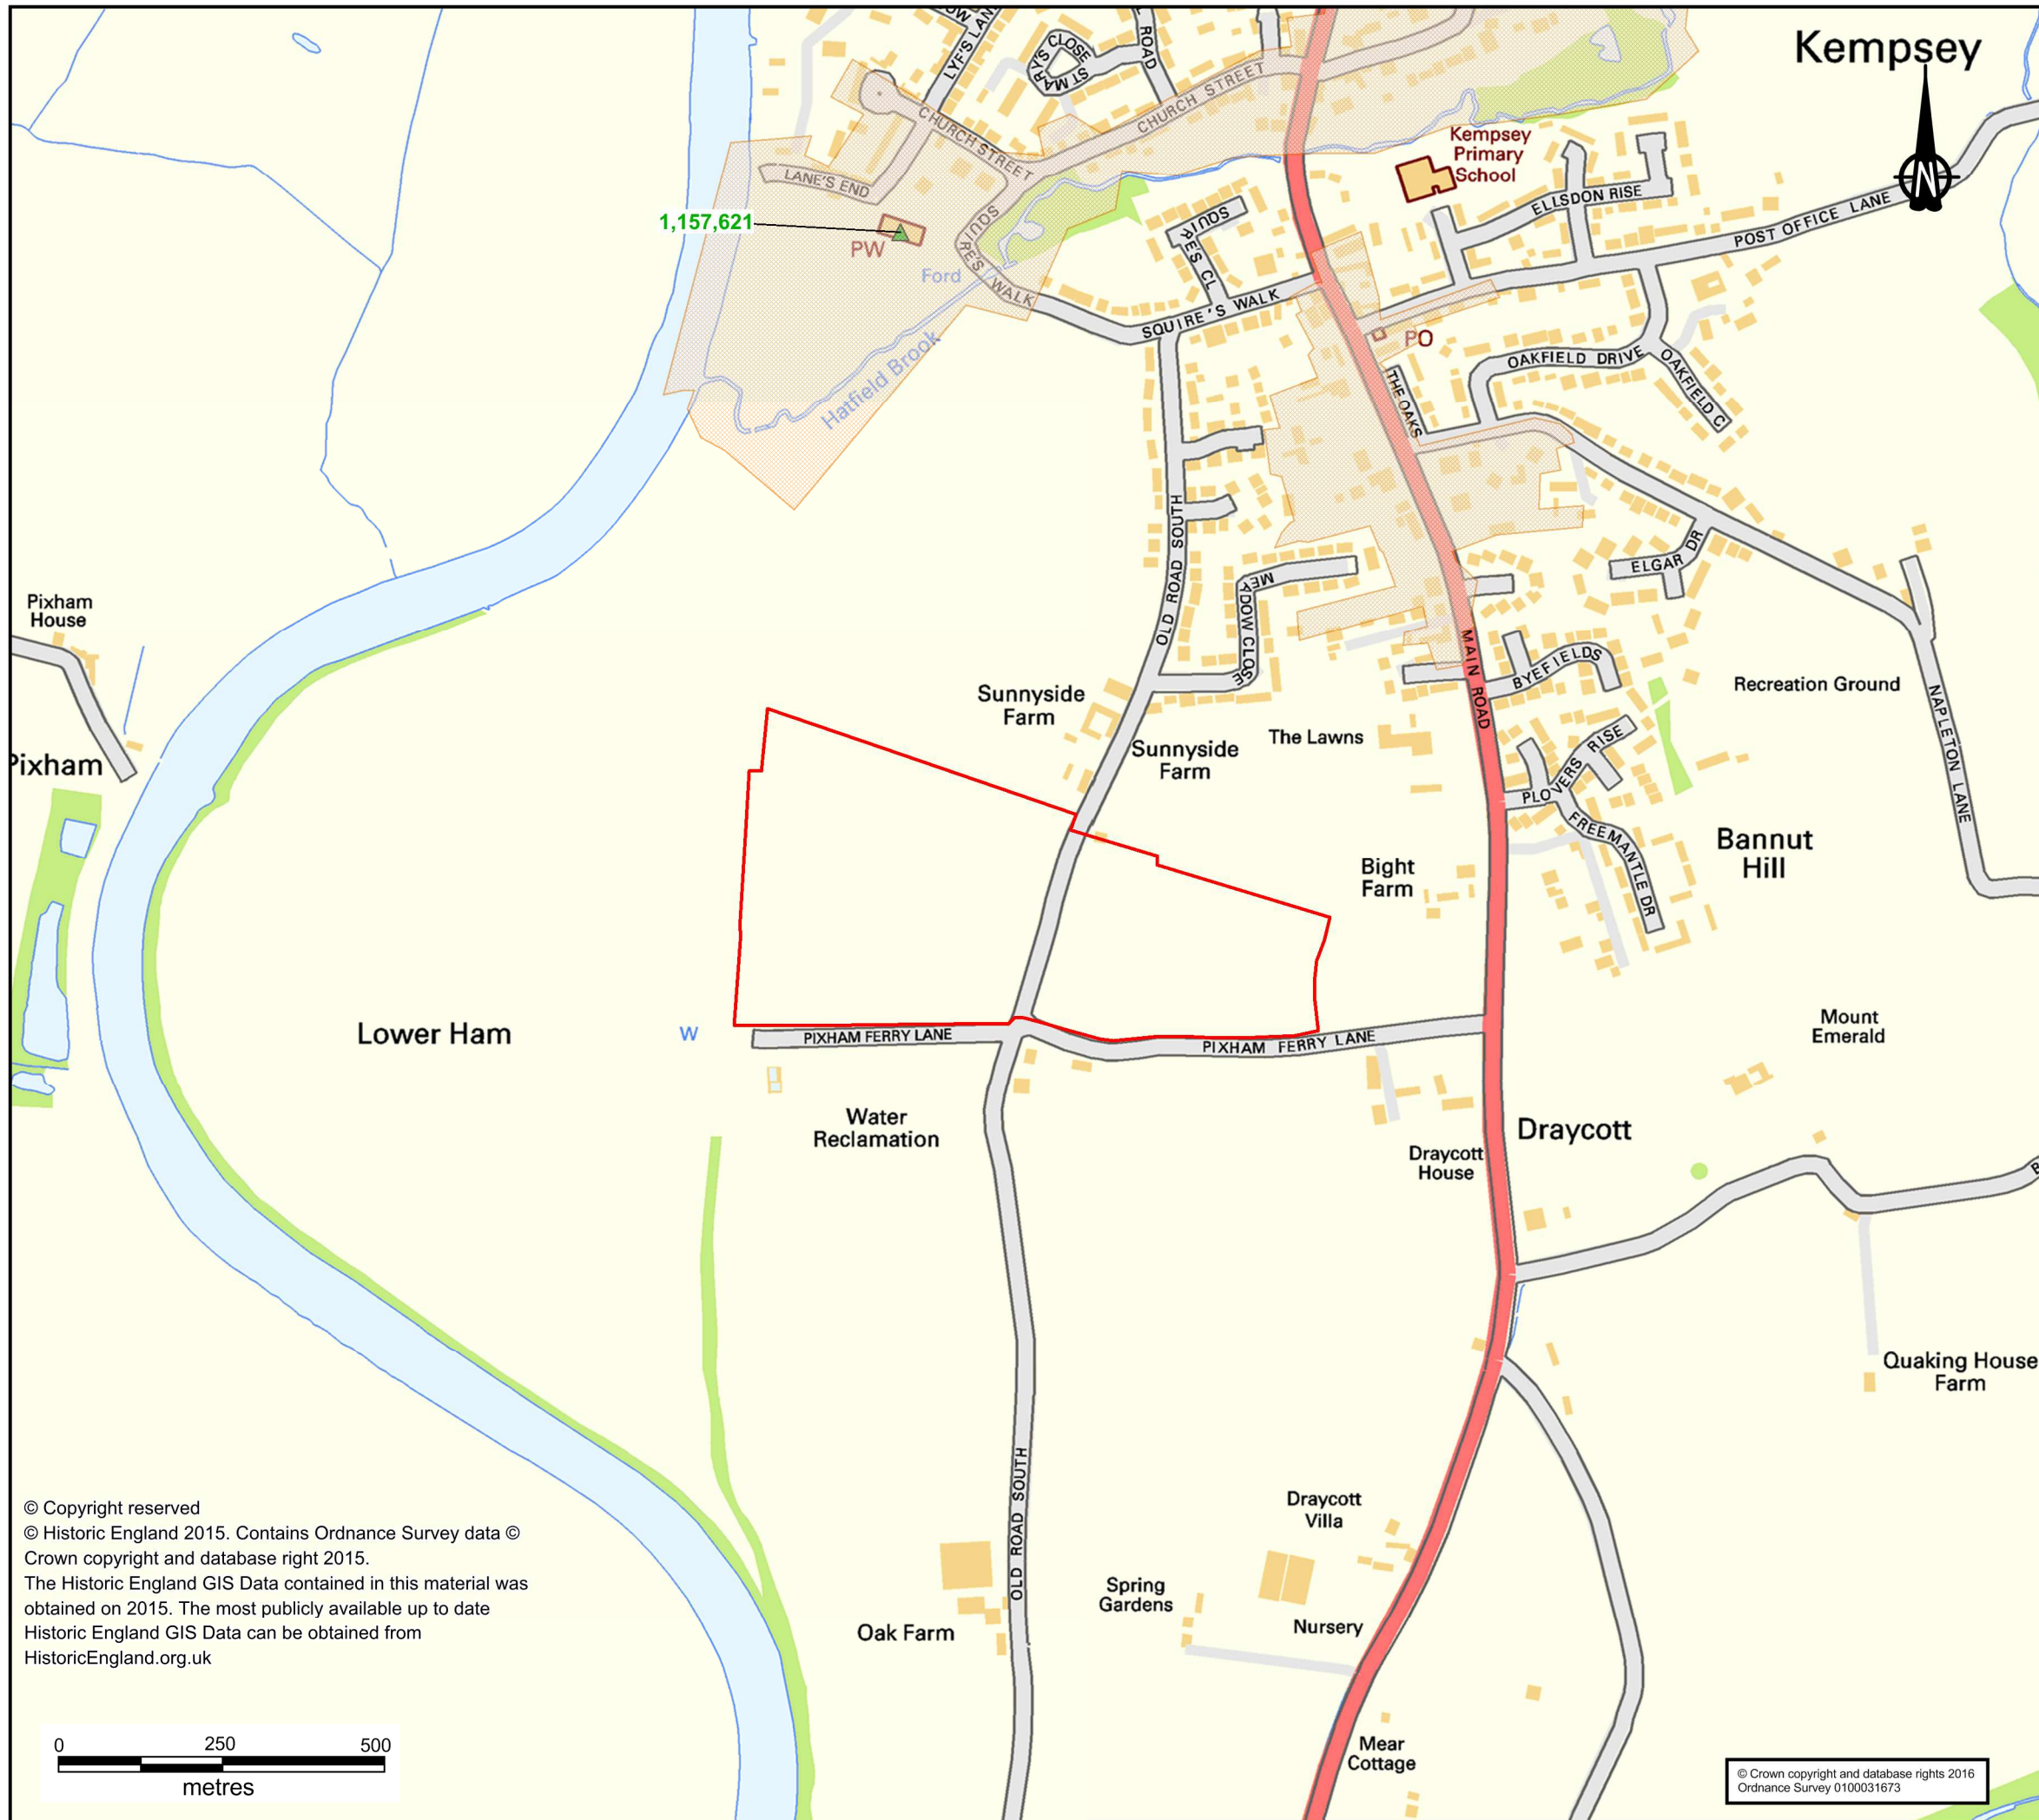 Kempsey
N
LYF'S LANE
ST MARY'S CLOSE
ROAD
CHURCH STREET
CHURCH STREET
LANE'S END
Kempsey
Primary
School
ELLSDON RISE
POST OFFICE LANE
1,157,621
PW
SQUIRE'S WALK
Ford
SQUIRE'S CL
SQUIRE'S WALK
Hatfield Brook
PO
THE OAKS
OAKFIELD DRIVE
OAKFIELD C
OLD ROAD SOUTH
ELGAR DR
MEADOW CLOSE
Pixham
House
MAIN ROAD
BYEFIELDS
Recreation Ground
NAPLETON LANE
Sunnyside
Farm
Sunnyside
Farm
The Lawns
Pixham
PLOVERS RISE
FREEMANTLE DR
Bannut
Hill
Bight
Farm
Lower Ham
W
PIXHAM FERRY LANE
PIXHAM FERRY LANE
Mount
Emerald
Water
Reclamation
Draycott
Draycott
House
Quaking House
Farm
OLD ROAD SOUTH
Draycott
Villa
Oak Farm
Spring
Gardens
Nursery
Mear
Cottage
© Copyright reserved
© Historic England 2015. Contains Ordnance Survey data ©
Crown copyright and database right 2015.
The Historic England GIS Data contained in this material was
obtained on 2015. The most publicly available up to date
Historic England GIS Data can be obtained from
HistoricEngland.org.uk
0 250 500
metres
© Crown copyright and database rights 2016
Ordnance Survey 0100031673